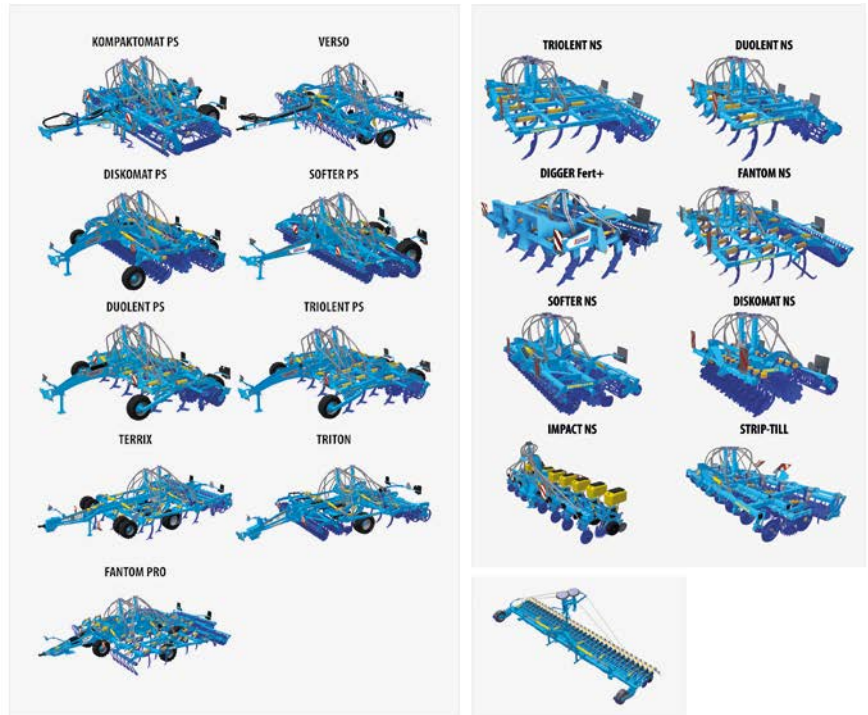 KOMPAKTOMAT PS
VERSO
DISKOMAT PS
SOFTER PS
DUOLENT PS
TRIOLENT PS
TERRIX
TRITON
FANTOM PRO
TRIOLENT NS
DUOLENT NS
DIGGER Fert+
FANTOM NS
SOFTER NS
DISKOMAT NS
IMPACT NS
STRIP-TILL